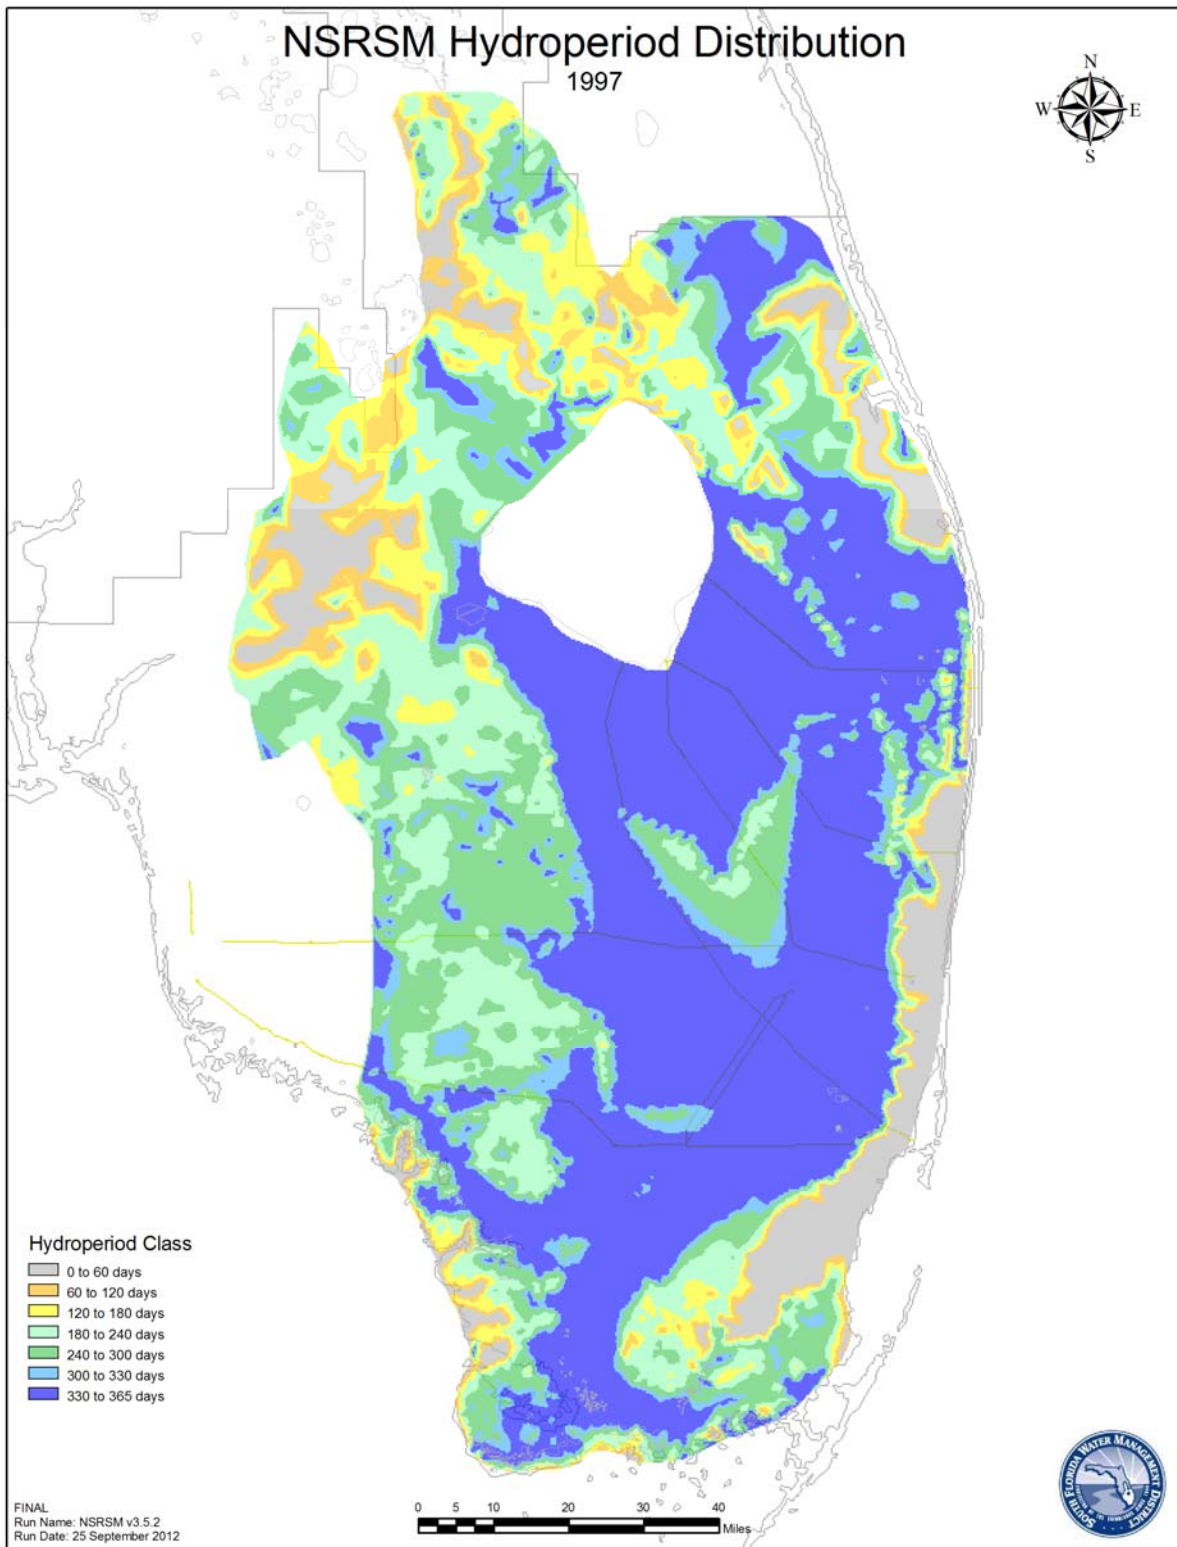 NSRSM Hydroperiod Distribution
1997
N
W E
S
Hydroperiod Class
0 to 60 days
60 to 120 days
120 to 180 days
180 to 240 days
240 to 300 days
300 to 330 days
330 to 365 days
FINAL
Run Name: NSRSM v3.5.2
Run Date: 25 September 2012
0 5 10 20 30 40
Miles
SOUTH FLORIDA WATER MANAGEMENT DISTRICT